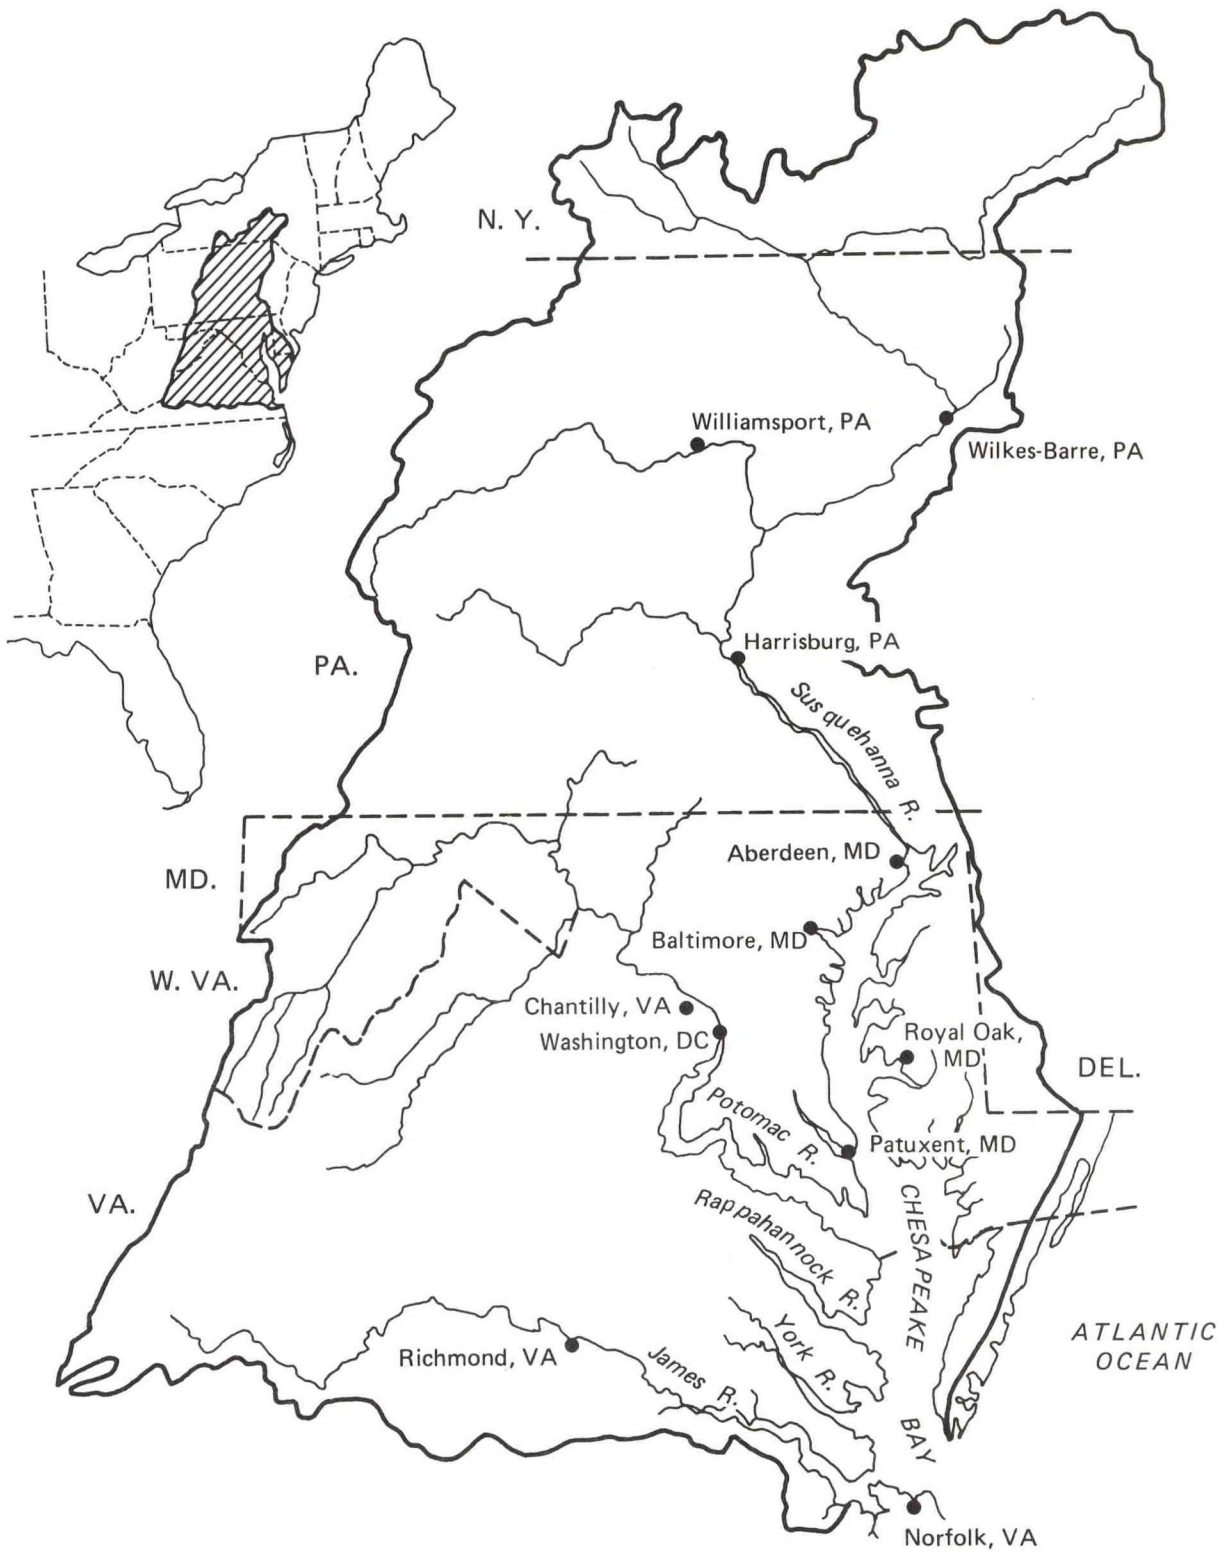 N. Y.
Williamsport, PA
Wilkes-Barre, PA
Harrisburg, PA
PA.
Susquehanna R.
Aberdeen, MD
MD.
Baltimore, MD
W. VA.
Chantilly, VA
Washington, DC
Royal Oak,
MD
DEL.
Potomac R.
Patuxent, MD
VA.
Rappahannock R.
CHESAPEAKE
BAY
York R.
ATLANTIC
OCEAN
Richmond, VA
James R.
Norfolk, VA